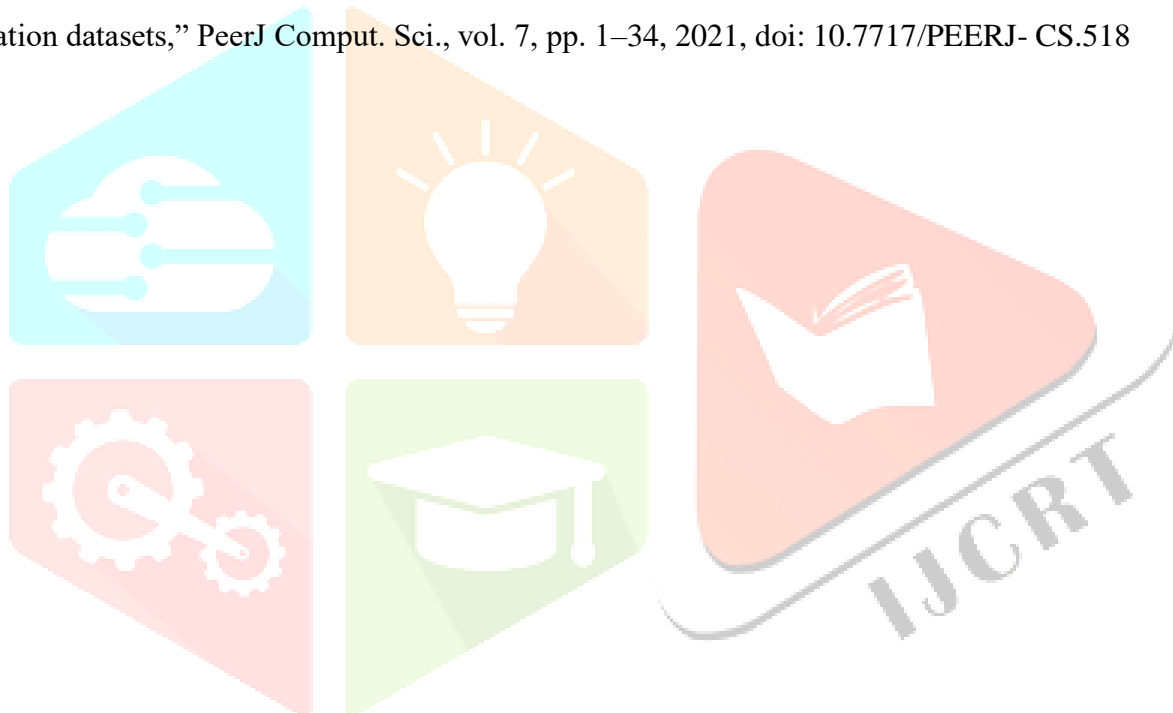 ation datasets,” PeerJ Comput. Sci., vol. 7, pp. 1–34, 2021, doi: 10.7717/PEERJ- CS.518
IJCRT